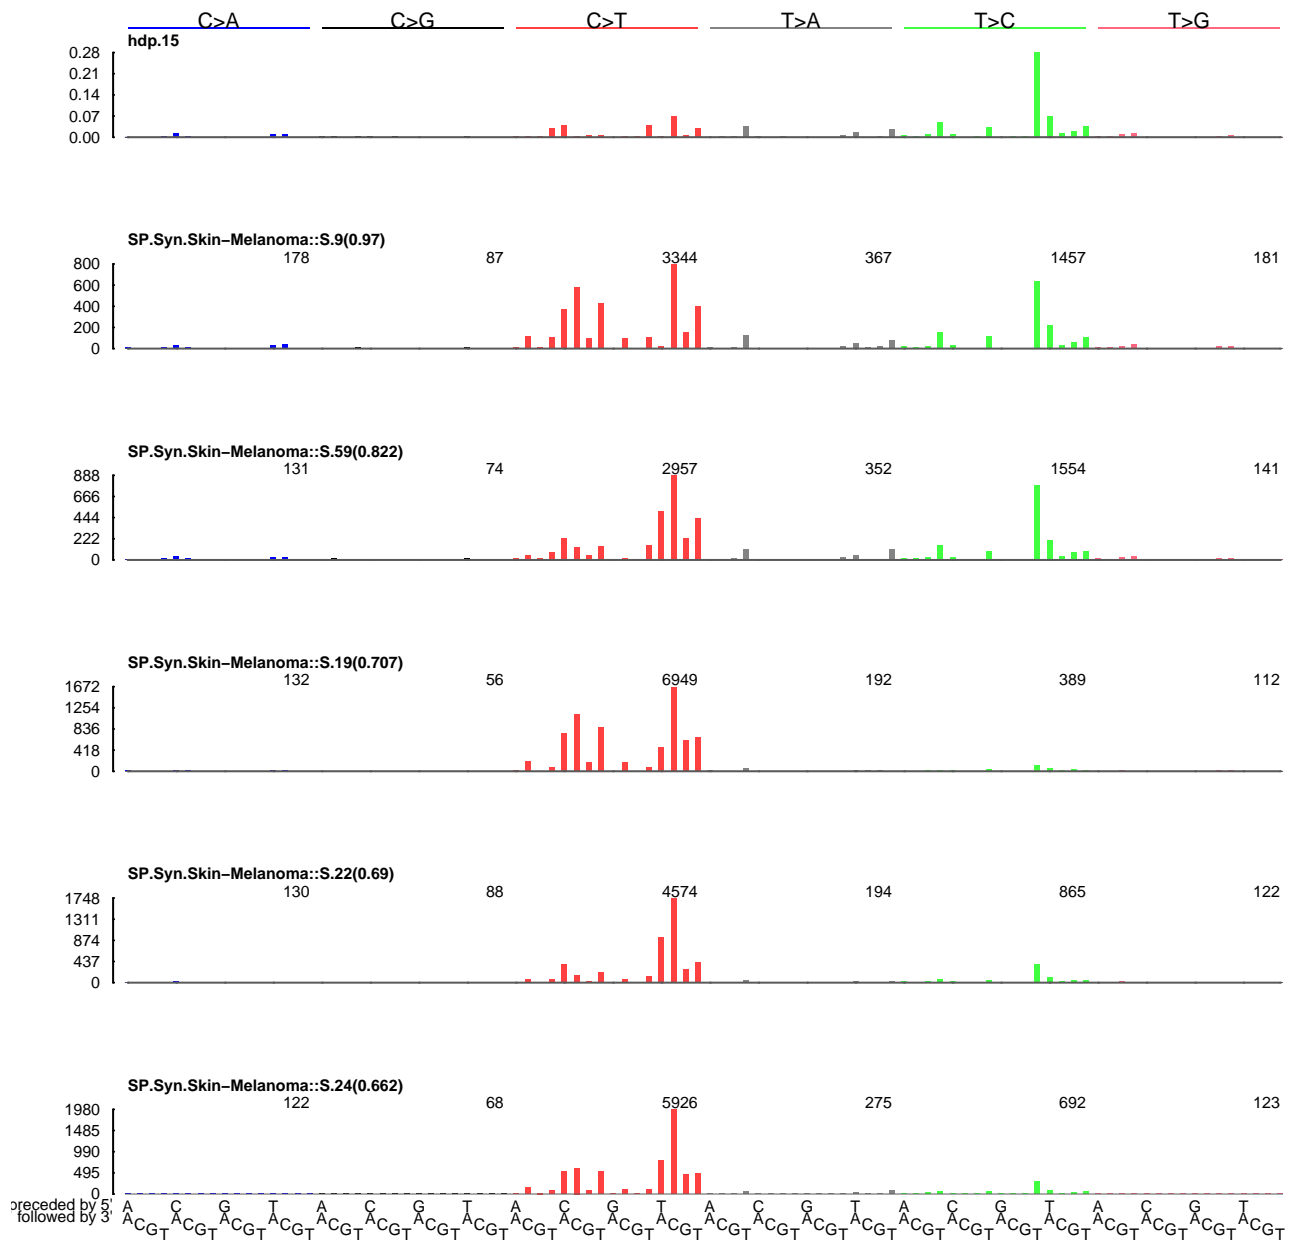 C>A C>G C>T T>A T>C T>G
hdp.15
0.28
0.21
0.14
0.07
0.00
SP.Syn.Skin−Melanoma::S.9(0.97)
178 87 3344 367 1457 181
800
600
400
200
0
SP.Syn.Skin−Melanoma::S.59(0.822)
131 74 2957 352 1554 141
888
666
444
222
0
SP.Syn.Skin−Melanoma::S.19(0.707)
132 56 6949 192 389 112
1672
1254
836
418
0
SP.Syn.Skin−Melanoma::S.22(0.69)
130 88 4574 194 865 122
1748
1311
874
437
0
SP.Syn.Skin−Melanoma::S.24(0.662)
122 68 5926 275 692 123
1980
1485
990
495
0
preceded by 5' A C G T A C G T A C G T A C G T A C G T A C G T
followed by 3' A C G T A C G T A C G T A C G T A C G T A C G T A C G T A C G T A C G T A C G T A C G T A C G T A C G T A C G T A C G T A C G T A C G T A C G T A C G T A C G T A C G T A C G T A C G T A C G T